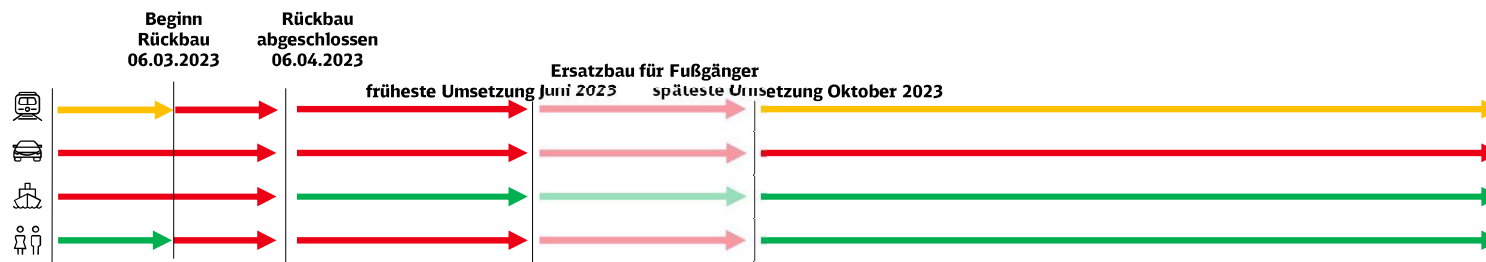 Beginn
Rückbau
06.03.2023
Rückbau
abgeschlossen
06.04.2023
Ersatzbau für Fußgänger
früheste Umsetzung Juni 2023
späteste Umsetzung Oktober 2023